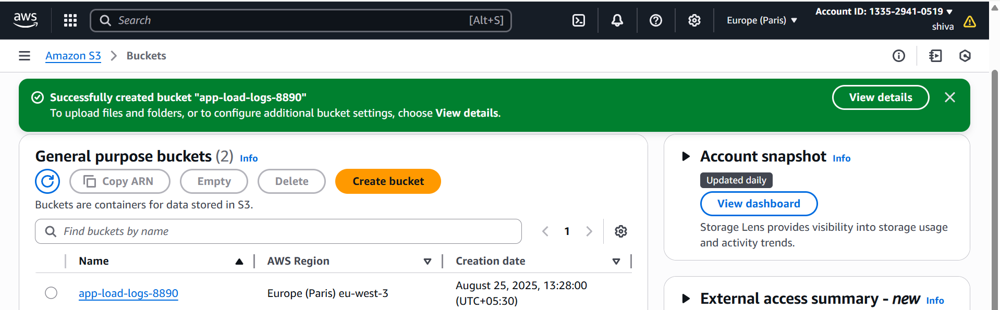 aws
Search [Alt+S]
Europe (Paris)
Account ID: 1335-2941-0519
shiva
Amazon S3 > Buckets
Successfully created bucket "app-load-logs-8890"
To upload files and folders, or to configure additional bucket settings, choose View details.
View details
General purpose buckets (2) Info
Copy ARN Empty Delete Create bucket
Buckets are containers for data stored in S3.
Find buckets by name
1
Name AWS Region Creation date
app-load-logs-8890 Europe (Paris) eu-west-3 August 25, 2025, 13:28:00
(UTC+05:30)
Account snapshot Info
Updated daily
View dashboard
Storage Lens provides visibility into storage usage
and activity trends.
External access summary - new Info